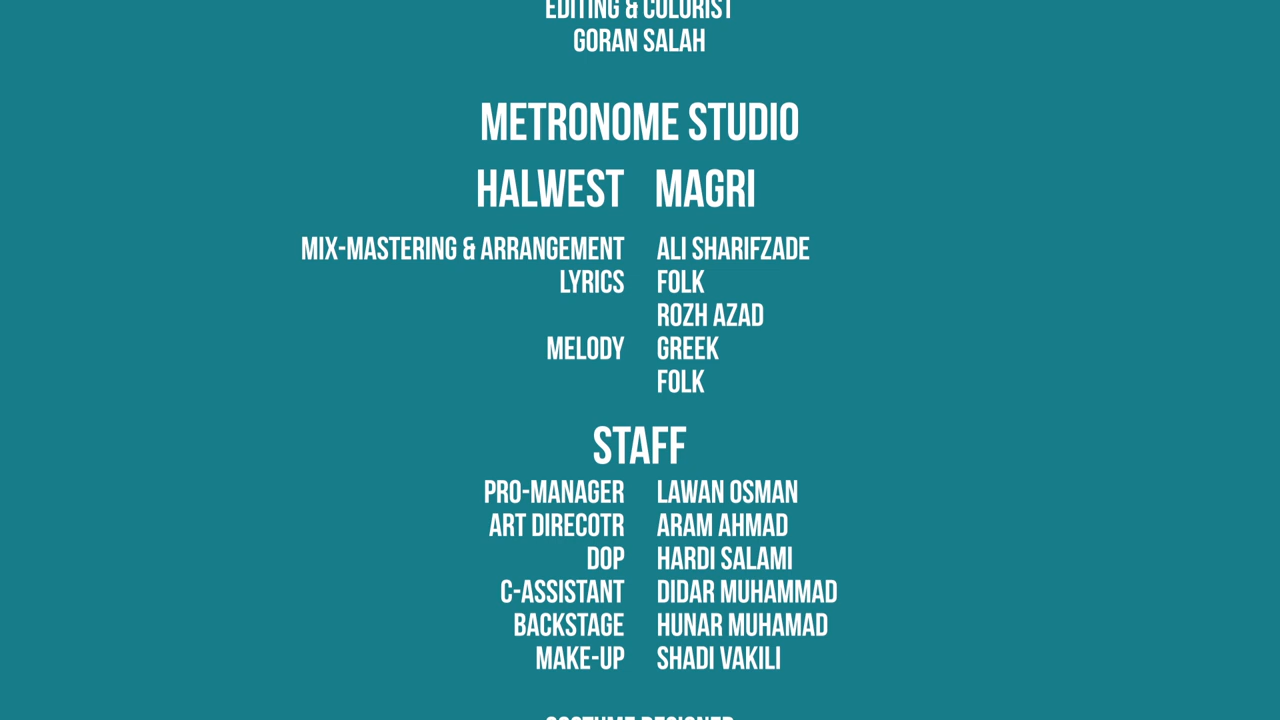 EDITING & COLORIST
GORAN SALAH
METRONOME STUDIO
HALWEST MAGRI
MIX-MASTERING & ARRANGEMENT ALI SHARIFZADE
LYRICS FOLK
ROZH AZAD
MELODY GREEK
FOLK
STAFF
PRO-MANAGER LAWAN OSMAN
ART DIRECOTR ARAM AHMAD
DOP HARDI SALAMI
C-ASSISTANT DIDAR MUHAMMAD
BACKSTAGE HUNAR MUHAMAD
MAKE-UP SHADI VAKILI
COSTUME DESIGNER